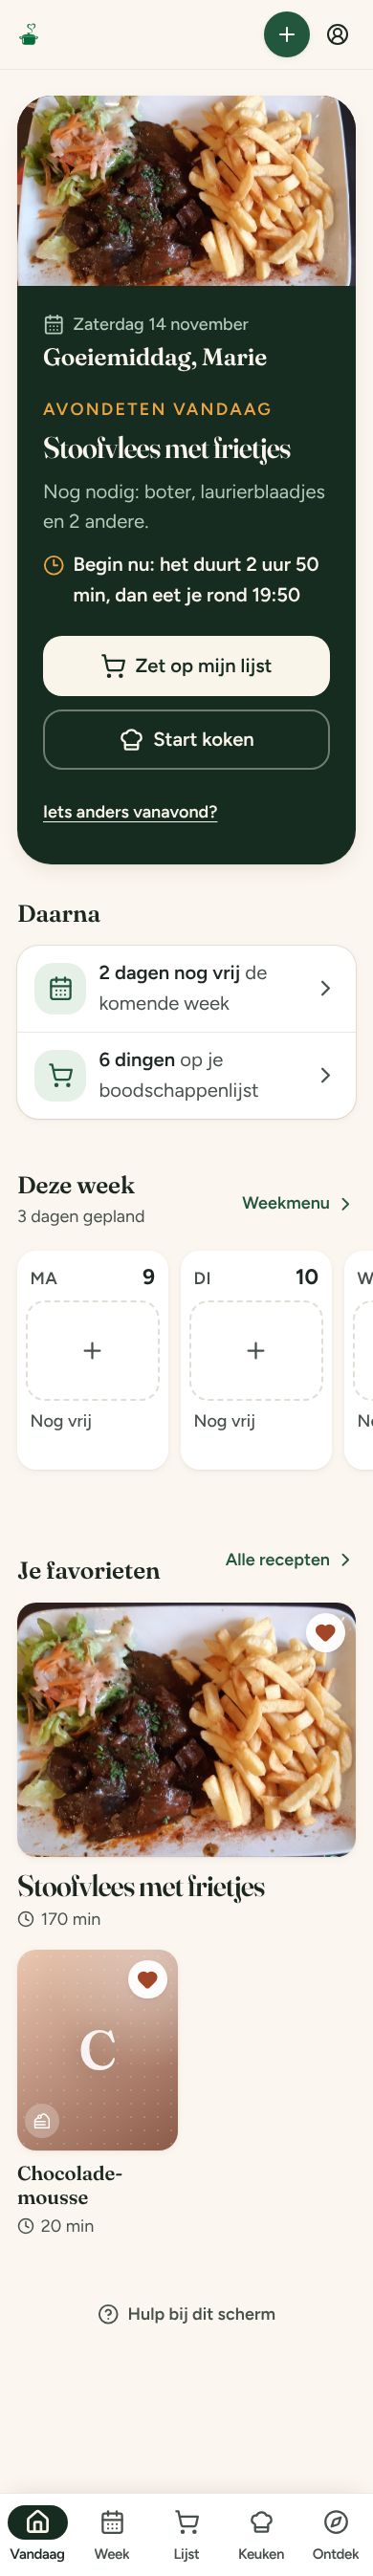 Zaterdag 14 november
Goeiemiddag, Marie
AVONDETEN VANDAAG
Stoofvlees met frietjes
Nog nodig: boter, laurierblaadjes
en 2 andere.
Begin nu: het duurt 2 uur 50
min, dan eet je rond 19:50
Zet op mijn lijst
Start koken
Iets anders vanavond?
Daarna
2 dagen nog vrij de
komende week
6 dingen op je
boodschappenlijst
Deze week
3 dagen gepland
Weekmenu
MA 9
DI 10
W
Nog vrij
Nog vrij
Je favorieten
Alle recepten
Stoofvlees met frietjes
170 min
C
Chocolade-
mousse
20 min
Hulp bij dit scherm
Vandaag
Week
Lijst
Keuken
Ontdek